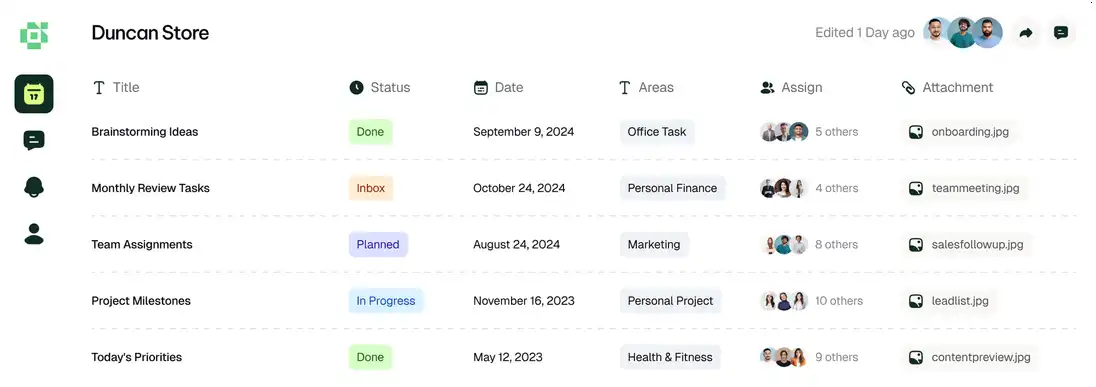 Duncan Store
Edited 1 Day ago
Title Status Date Areas Assign Attachment
17
Brainstorming Ideas Done September 9, 2024 Office Task 5 others onboarding.jpg
Monthly Review Tasks Inbox October 24, 2024 Personal Finance 4 others teammeeting.jpg
Team Assignments Planned August 24, 2024 Marketing 8 others salesfollowup.jpg
Project Milestones In Progress November 16, 2023 Personal Project 10 others leadlist.jpg
Today's Priorities Done May 12, 2023 Health & Fitness 9 others contentpreview.jpg